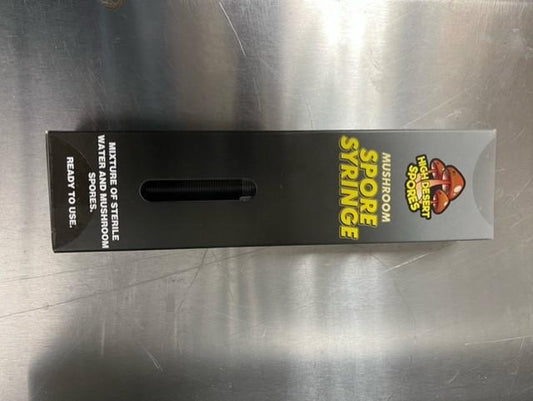 HIGH DESERT
SPORES
MUSHROOM
SPORE
SYRINGE
MIXTURE OF STERILE
WATER AND MUSHROOM
SPORES.
READY TO USE.